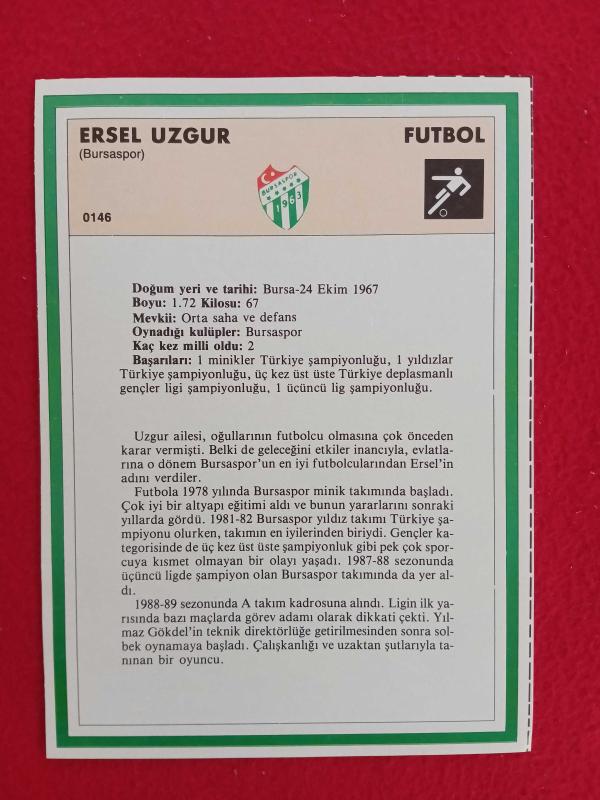 ERSEL UZGUR FUTBOL
(Bursaspor)
BURSASPOR
1963
0146
Doğum yeri ve tarihi: Bursa-24 Ekim 1967
Boyu: 1.72 Kilosu: 67
Mevkii: Orta saha ve defans
Oynadığı kulüpler: Bursaspor
Kaç kez milli oldu: 2
Başarıları: 1 minikler Türkiye şampiyonluğu, 1 yıldızlar
Türkiye şampiyonluğu, üç kez üst üste Türkiye deplasmanlı
gençler ligi şampiyonluğu, 1 üçüncü lig şampiyonluğu.
Uzgur ailesi, oğullarının futbolcu olmasına çok önceden
karar vermişti. Belki de geleceğini etkiler inancıyla, evlatla-
rına o dönem Bursaspor'un en iyi futbolcularından Ersel'in
adını verdiler.
Futbola 1978 yılında Bursaspor minik takımında başladı.
Çok iyi bir altyapı eğitimi aldı ve bunun yararlarını sonraki
yıllarda gördü. 1981-82 Bursaspor yıldız takımı Türkiye şa-
mpiyonu olurken, takımın en iyilerinden biriydi. Gençler ka-
tegorisinde de üç kez üst üste şampiyonluk gibi pek çok spor-
cuya kısmet olmayan bir olayı yaşadı. 1987-88 sezonunda
üçüncü ligde şampiyon olan Bursaspor takımında da yer al-
dı.
1988-89 sezonunda A takım kadrosuna alındı. Ligin ilk ya-
rısında bazı maçlarda görev adamı olarak dikkati çekti. Yıl-
maz Gökdel'in teknik direktörlüğe getirilmesinden sonra sol-
bek oynamaya başladı. Çalışkanlığı ve uzaktan şutlarıyla ta-
nınan bir oyuncu.